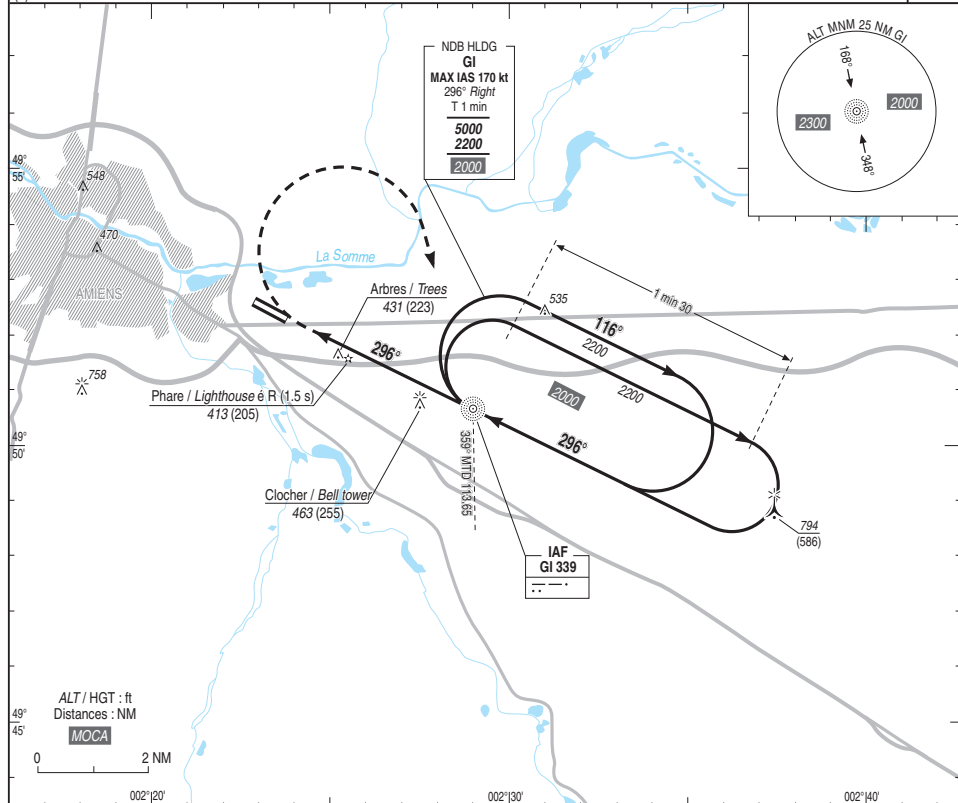 NDB HLDG
GI
MAX IAS 170 kt
296° Right
T 1 min
5000
2200
2000
ALT MNM 25 NM GI
168°
2000
2300
348°
49°
55'
548
470
AMIENS
La Somme
Arbres / Trees
431 (223)
535
1 min 30
116°
2200
2200
296°
2000
758
Phare / Lighthouse é R (1.5 s)
413 (205)
49°
50'
296°
359° MTD 113.65
Clocher / Bell tower
463 (255)
794
(586)
IAF
GI 339
ALT / HGT : ft
Distances : NM
MOCA
0 2 NM
49°
45'
002°20'
002°30'
002°40'